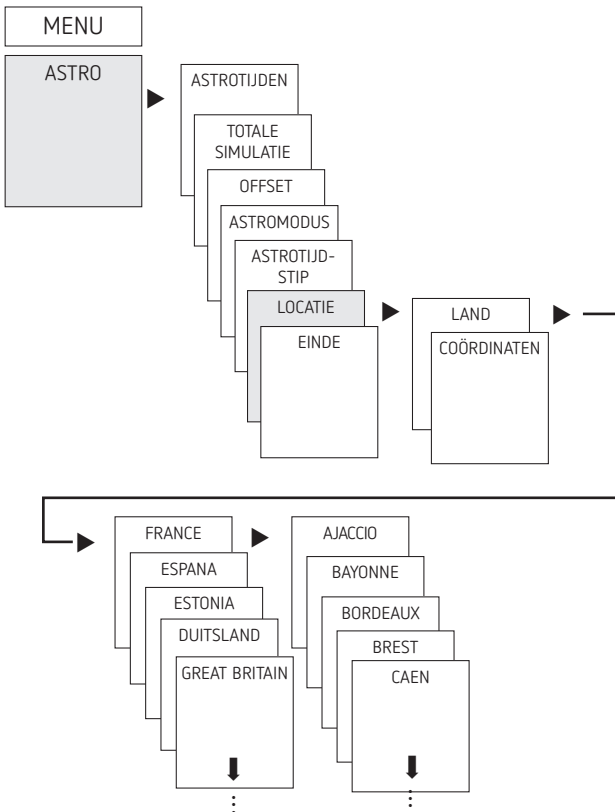 MENU
ASTRO
ASTROTIJDEN
TOTALE
SIMULATIE
OFFSET
ASTROMODUS
ASTROTIJD-
STIP
LOCATIE
EINDE
LAND
COÖRDINATEN
FRANCE
ESPANA
ESTONIA
DUITSLAND
GREAT BRITAIN
AJACCIO
BAYONNE
BORDEAUX
BREST
CAEN